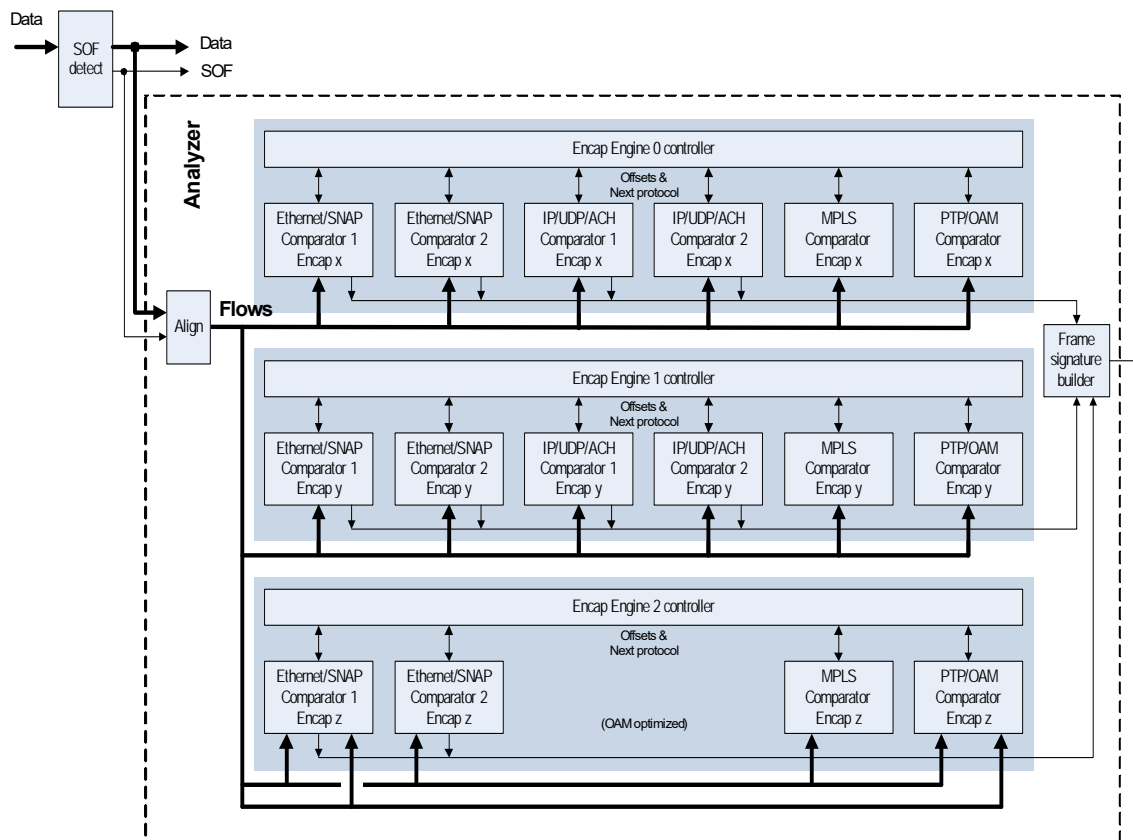 Data
SOF
detect
Data
SOF
Analyzer
Encap Engine 0 controller
Offsets &
Next protocol
Ethernet/SNAP
Comparator 1
Encap x
Ethernet/SNAP
Comparator 2
Encap x
IP/UDP/ACH
Comparator 1
Encap x
IP/UDP/ACH
Comparator 2
Encap x
MPLS
Comparator
Encap x
PTP/OAM
Comparator
Encap x
Align
Flows
Frame
signature
builder
Encap Engine 1 controller
Offsets &
Next protocol
Ethernet/SNAP
Comparator 1
Encap y
Ethernet/SNAP
Comparator 2
Encap y
IP/UDP/ACH
Comparator 1
Encap y
IP/UDP/ACH
Comparator 2
Encap y
MPLS
Comparator
Encap y
PTP/OAM
Comparator
Encap y
Encap Engine 2 controller
Offsets &
Next protocol
Ethernet/SNAP
Comparator 1
Encap z
Ethernet/SNAP
Comparator 2
Encap z
(OAM optimized)
MPLS
Comparator
Encap z
PTP/OAM
Comparator
Encap z